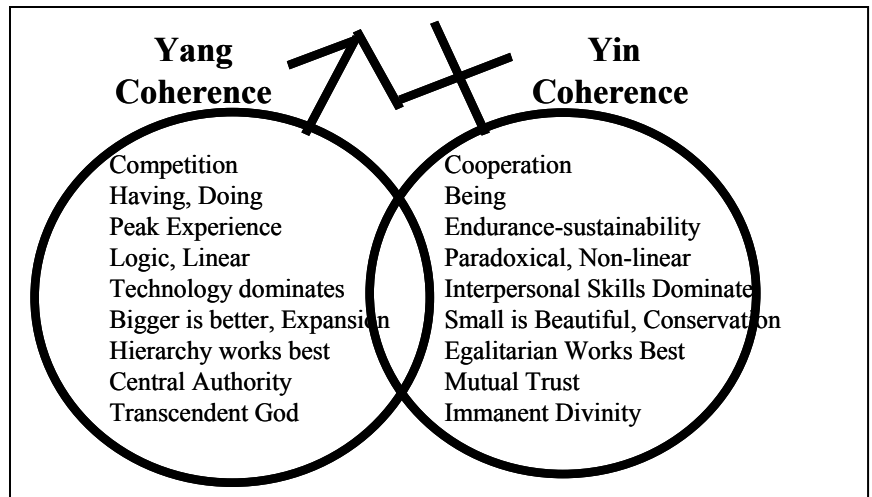 Yang
Coherence
Yin
Coherence
Competition
Having, Doing
Peak Experience
Logic, Linear
Technology dominates
Bigger is better, Expansion
Hierarchy works best
Central Authority
Transcendent God
Cooperation
Being
Endurance-sustainability
Paradoxical, Non-linear
Interpersonal Skills Dominate
Small is Beautiful, Conservation
Egalitarian Works Best
Mutual Trust
Immanent Divinity